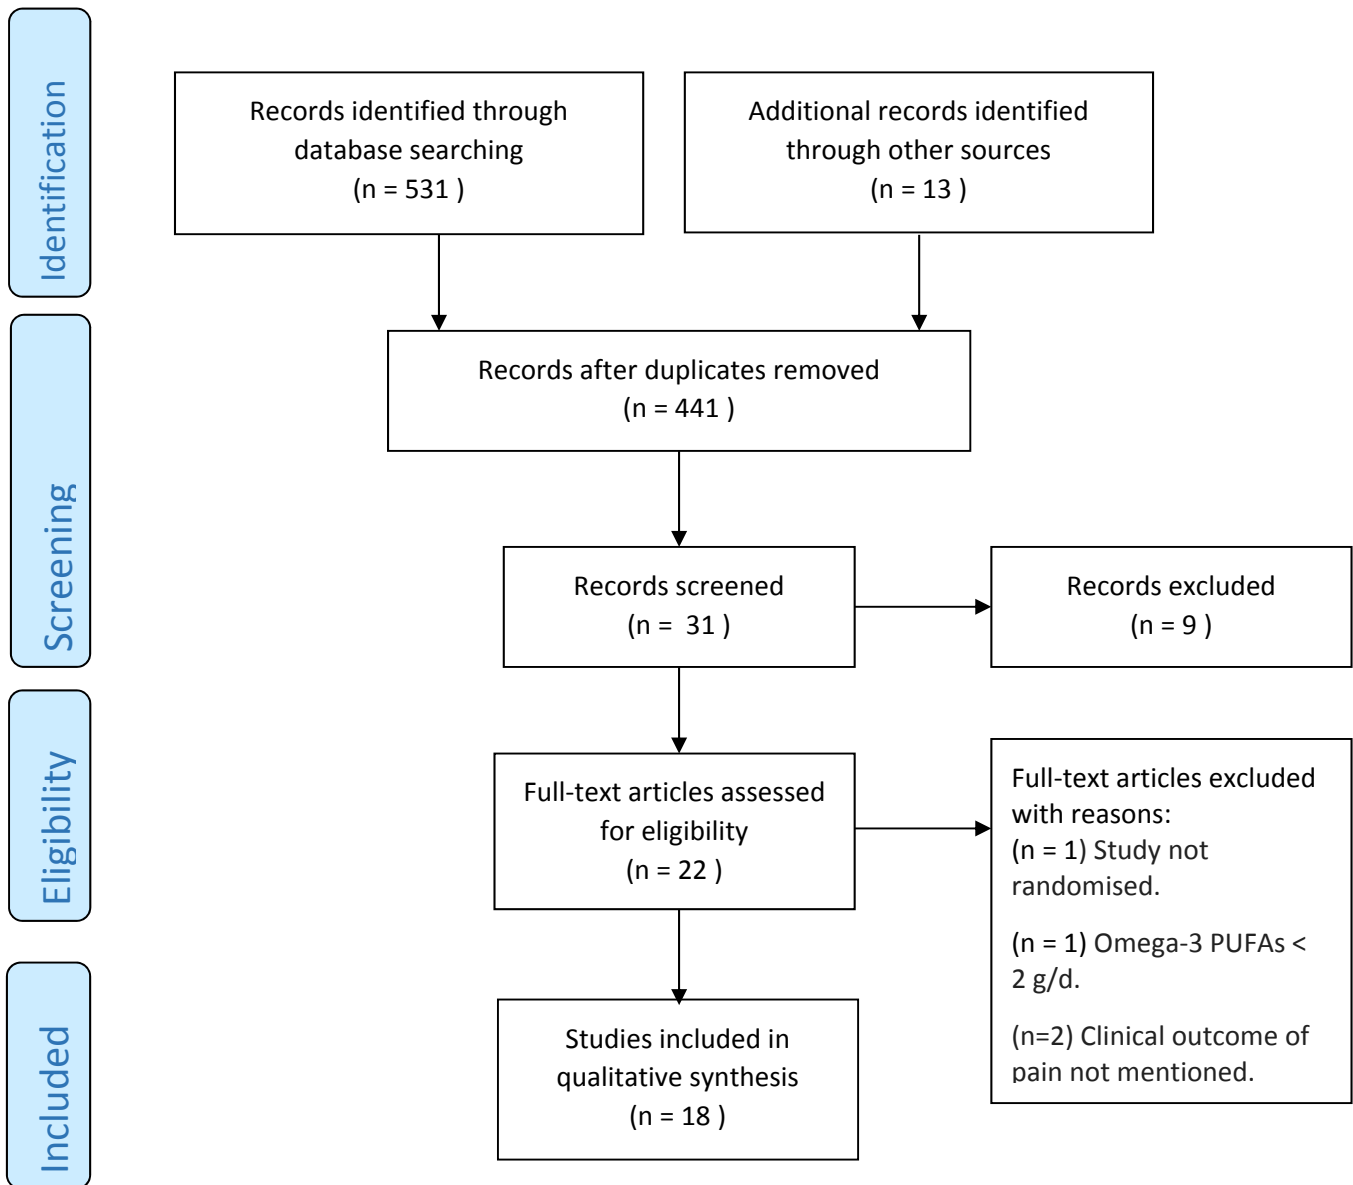 Identification
Records identified through
database searching
(n = 531 )
Additional records identified
through other sources
(n = 13 )
Records after duplicates removed
(n = 441 )
Screening
Records screened
(n =  31 )
Records excluded
(n = 9 )
Eligibility
Full-text articles assessed
for eligibility
(n = 22 )
Full-text articles excluded
with reasons:
(n = 1) Study not
randomised.
(n = 1) Omega-3 PUFAs <
2 g/d.
(n=2) Clinical outcome of
pain not mentioned.
Included
Studies included in
qualitative synthesis
(n = 18 )